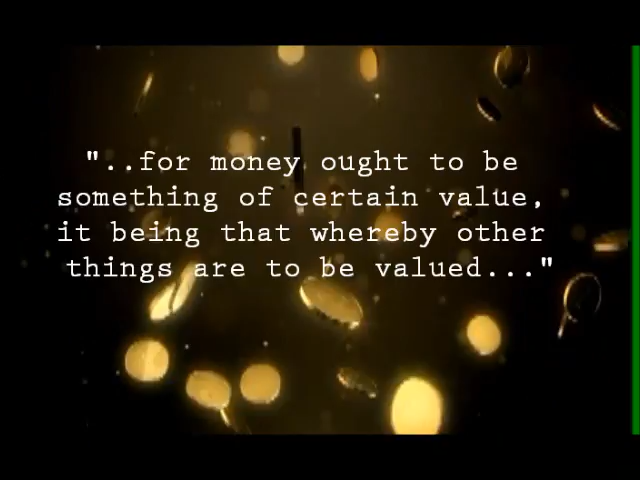 "..for money ought to be
something of certain value,
it being that whereby other
things are to be valued..."